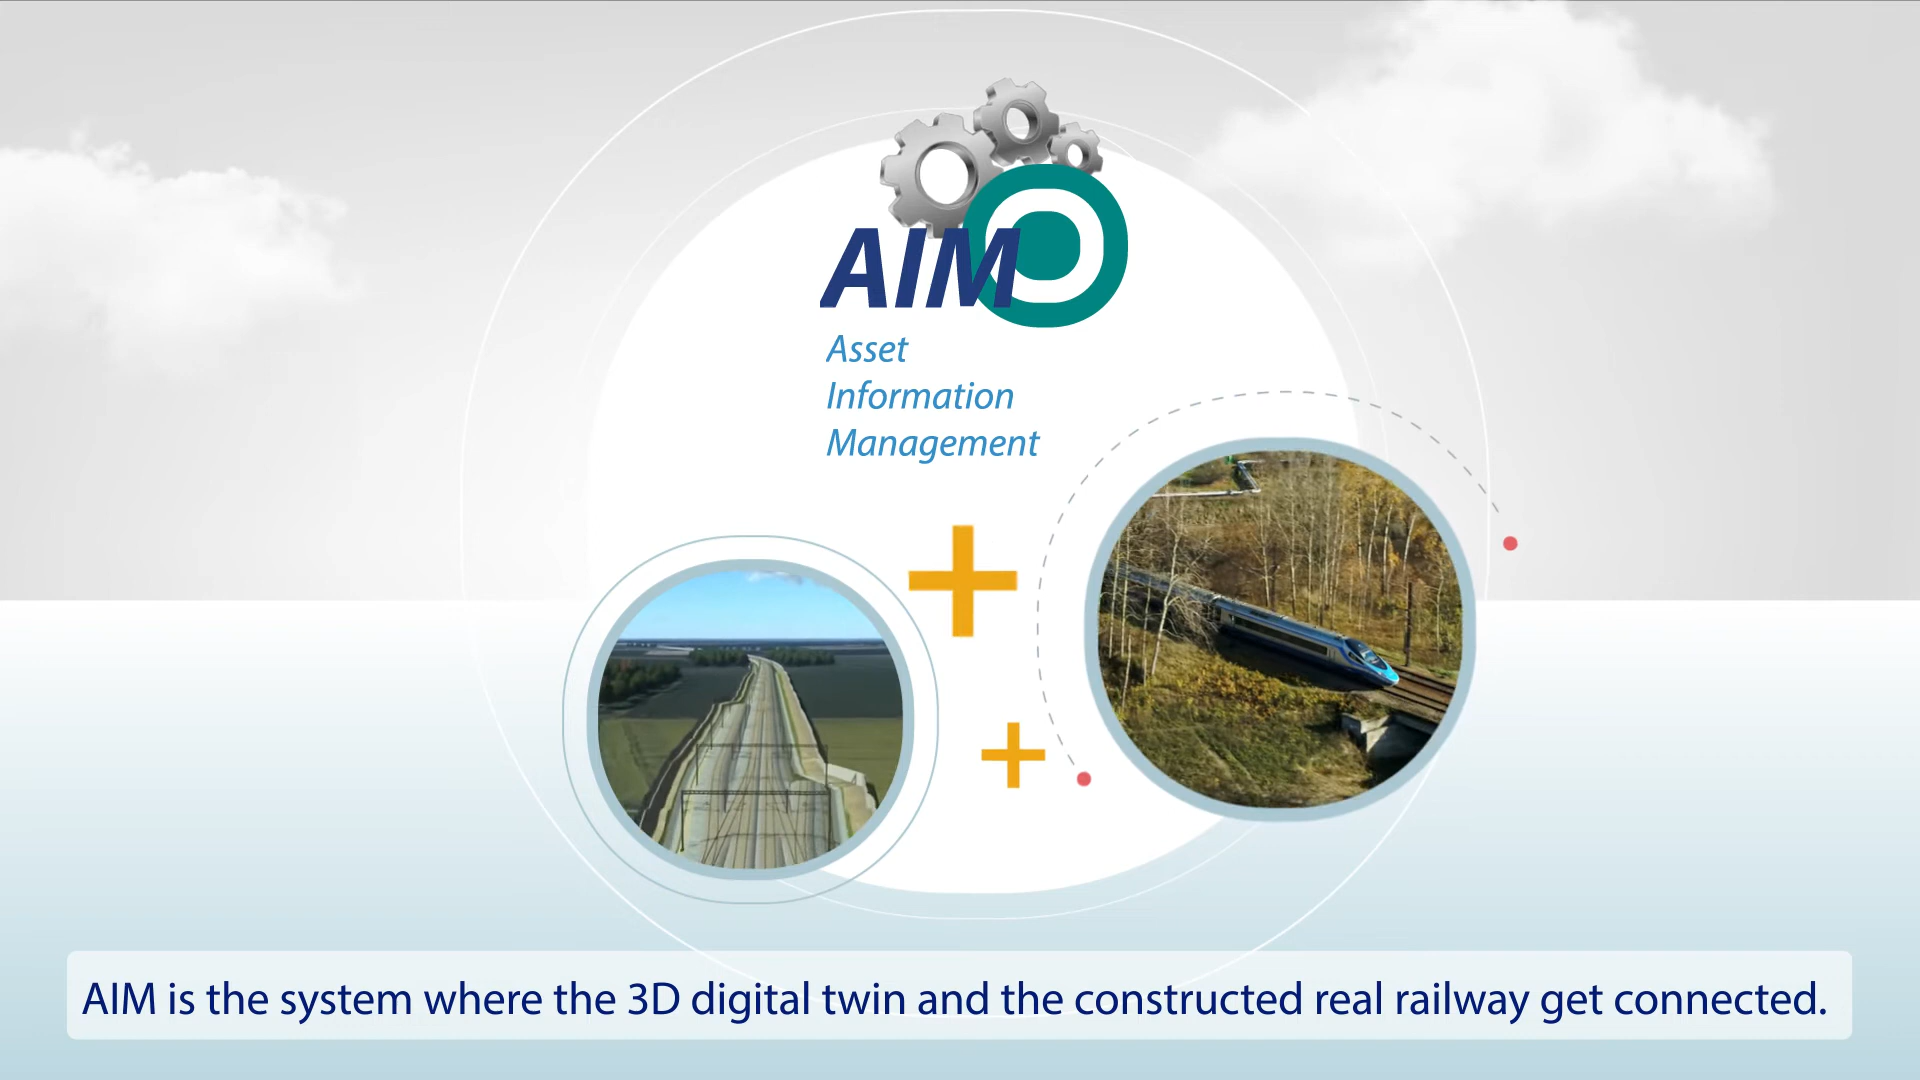 AIM
Asset
Information
Management
AIM is the system where the 3D digital twin and the constructed real railway get connected.